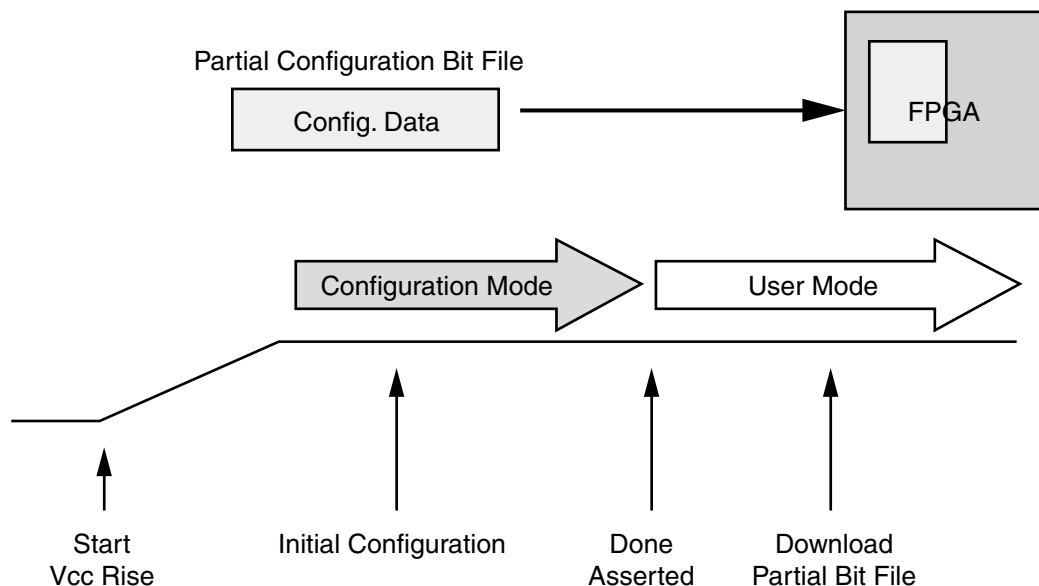 Partial Configuration Bit File
Config. Data
FPGA
Configuration Mode
User Mode
Start
Vcc Rise
Initial Configuration
Done
Asserted
Download
Partial Bit File